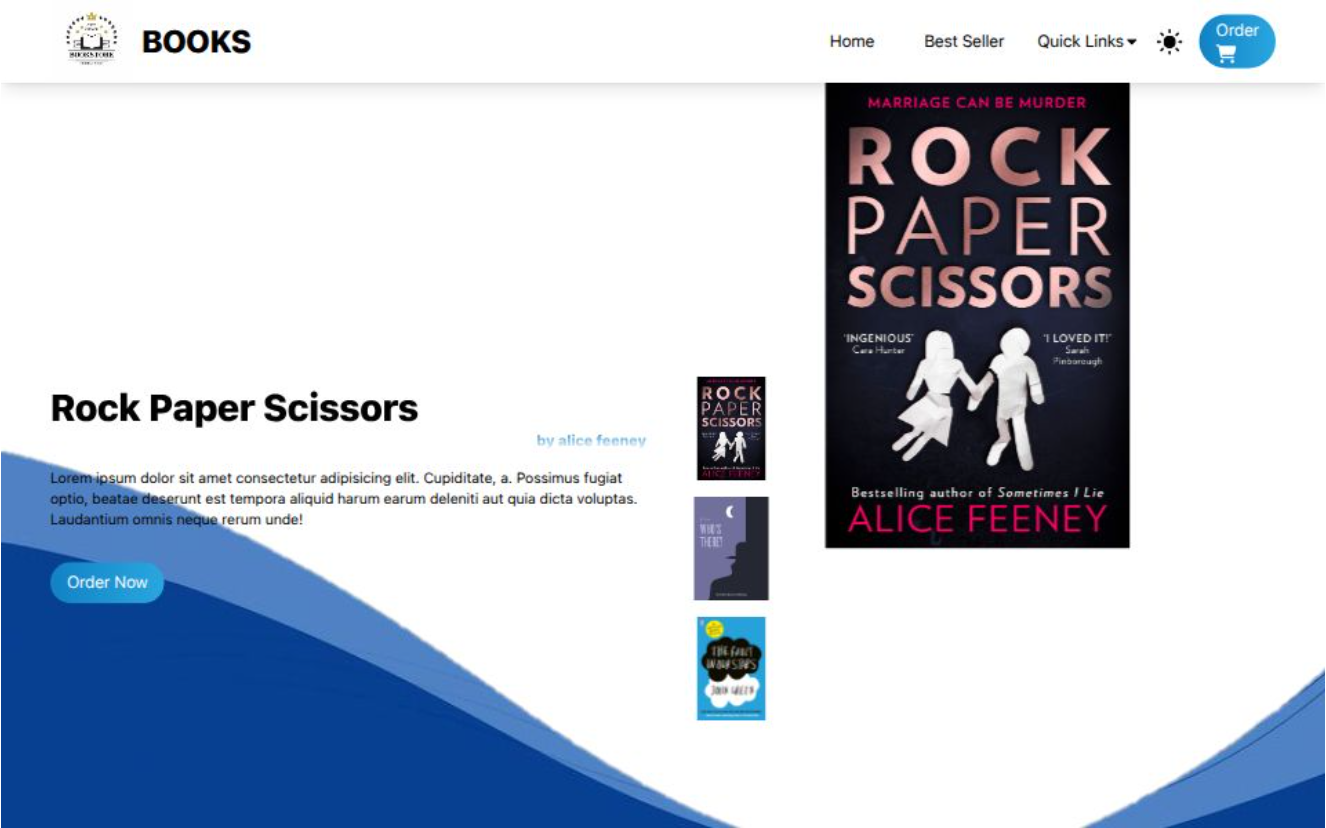 BOOKSTORE
BOOKS
Home
Best Seller
Quick Links
Order
MARRIAGE CAN BE MURDER
ROCK
PAPER
SCISSORS
'INGENIOUS'
Cara Hunter
'I LOVED IT!'
Sarah
Pinborough
Bestselling author of Sometimes I Lie
ALICE FEENEY
Rock Paper Scissors
by alice feeney
Lorem ipsum dolor sit amet consectetur adipisicing elit. Cupiditate, a. Possimus fugiat
optio, beatae deserunt est tempora aliquid harum earum deleniti aut quia dicta voluptas.
Laudantium omnis neque rerum unde!
Order Now
ROCK
PAPER
SCISSORS
ALICE FEENEY
WHO'S
THERE?
THE FAULT
IN OUR STARS
JOHN GREEN